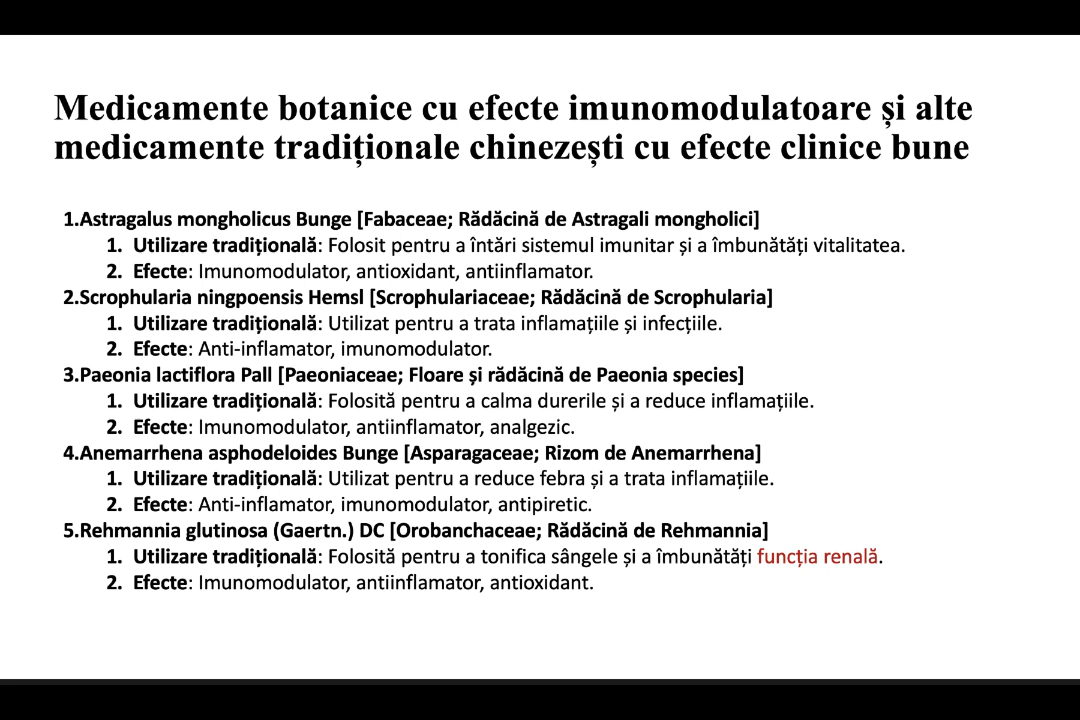 Medicamente botanice cu efecte imunomodulatoare și alte
medicamente tradiționale chinezești cu efecte clinice bune
1.Astragalus mongholicus Bunge [Fabaceae; Rădăcină de Astragali mongholici]
1. Utilizare tradițională: Folosit pentru a întări sistemul imunitar și a îmbunătăți vitalitatea.
2. Efecte: Imunomodulator, antioxidant, antiinflamator.
2.Scrophularia ningpoensis Hemsl [Scrophulariaceae; Rădăcină de Scrophularia]
1. Utilizare tradițională: Utilizat pentru a trata inflamațiile și infecțiile.
2. Efecte: Anti-inflamator, imunomodulator.
3.Paeonia lactiflora Pall [Paeoniaceae; Floare și rădăcină de Paeonia species]
1. Utilizare tradițională: Folosită pentru a calma durerile și a reduce inflamațiile.
2. Efecte: Imunomodulator, antiinflamator, analgezic.
4.Anemarrhena asphodeloides Bunge [Asparagaceae; Rizom de Anemarrhena]
1. Utilizare tradițională: Utilizat pentru a reduce febra și a trata inflamațiile.
2. Efecte: Anti-inflamator, imunomodulator, antipiretic.
5.Rehmannia glutinosa (Gaertn.) DC [Orobanchaceae; Rădăcină de Rehmannia]
1. Utilizare tradițională: Folosită pentru a tonifica sângele și a îmbunătăți funcția renală.
2. Efecte: Imunomodulator, antiinflamator, antioxidant.